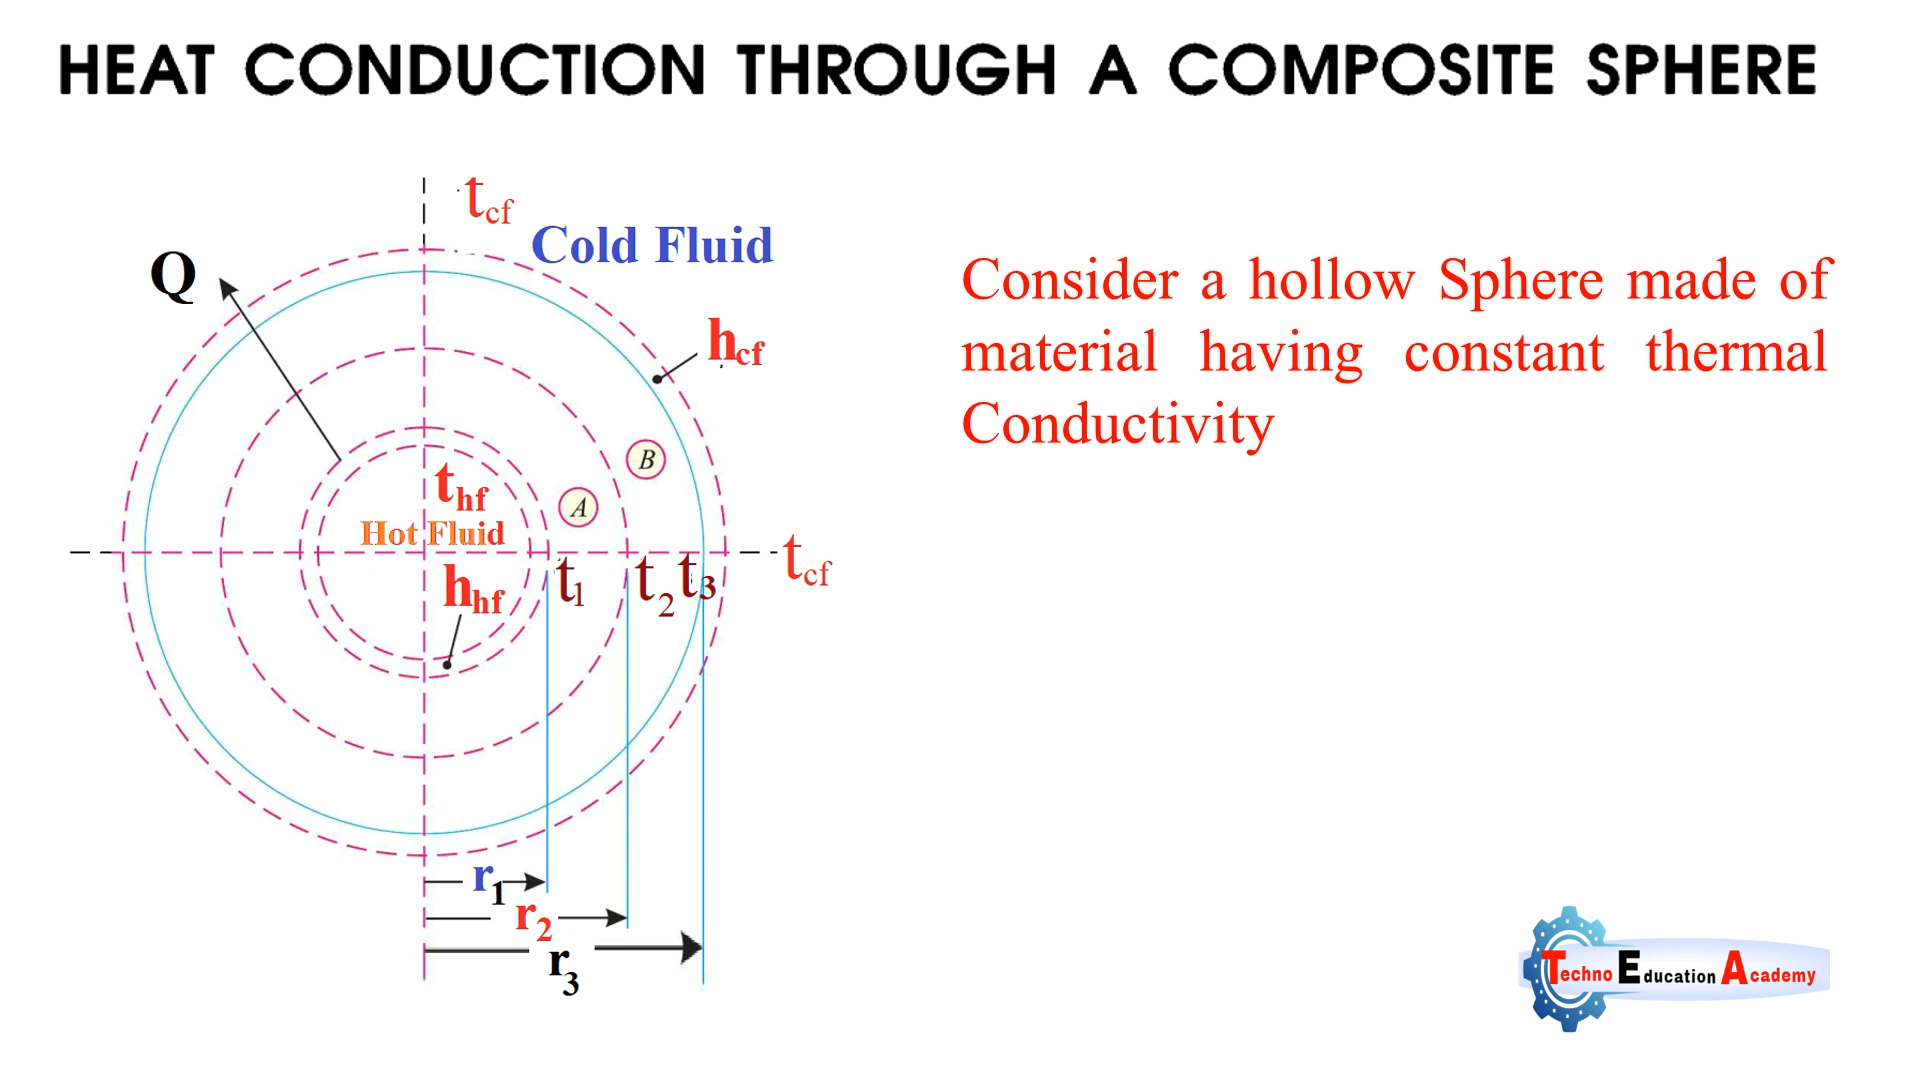 HEAT CONDUCTION THROUGH A COMPOSITE SPHERE
tcf
Cold Fluid
Q
hcf
Consider a hollow Sphere made of
material having constant thermal
Conductivity
B
A
thf
Hot Fluid
hhf
t1
t2
t3
tcf
r1
r2
r3
Techno Education Academy